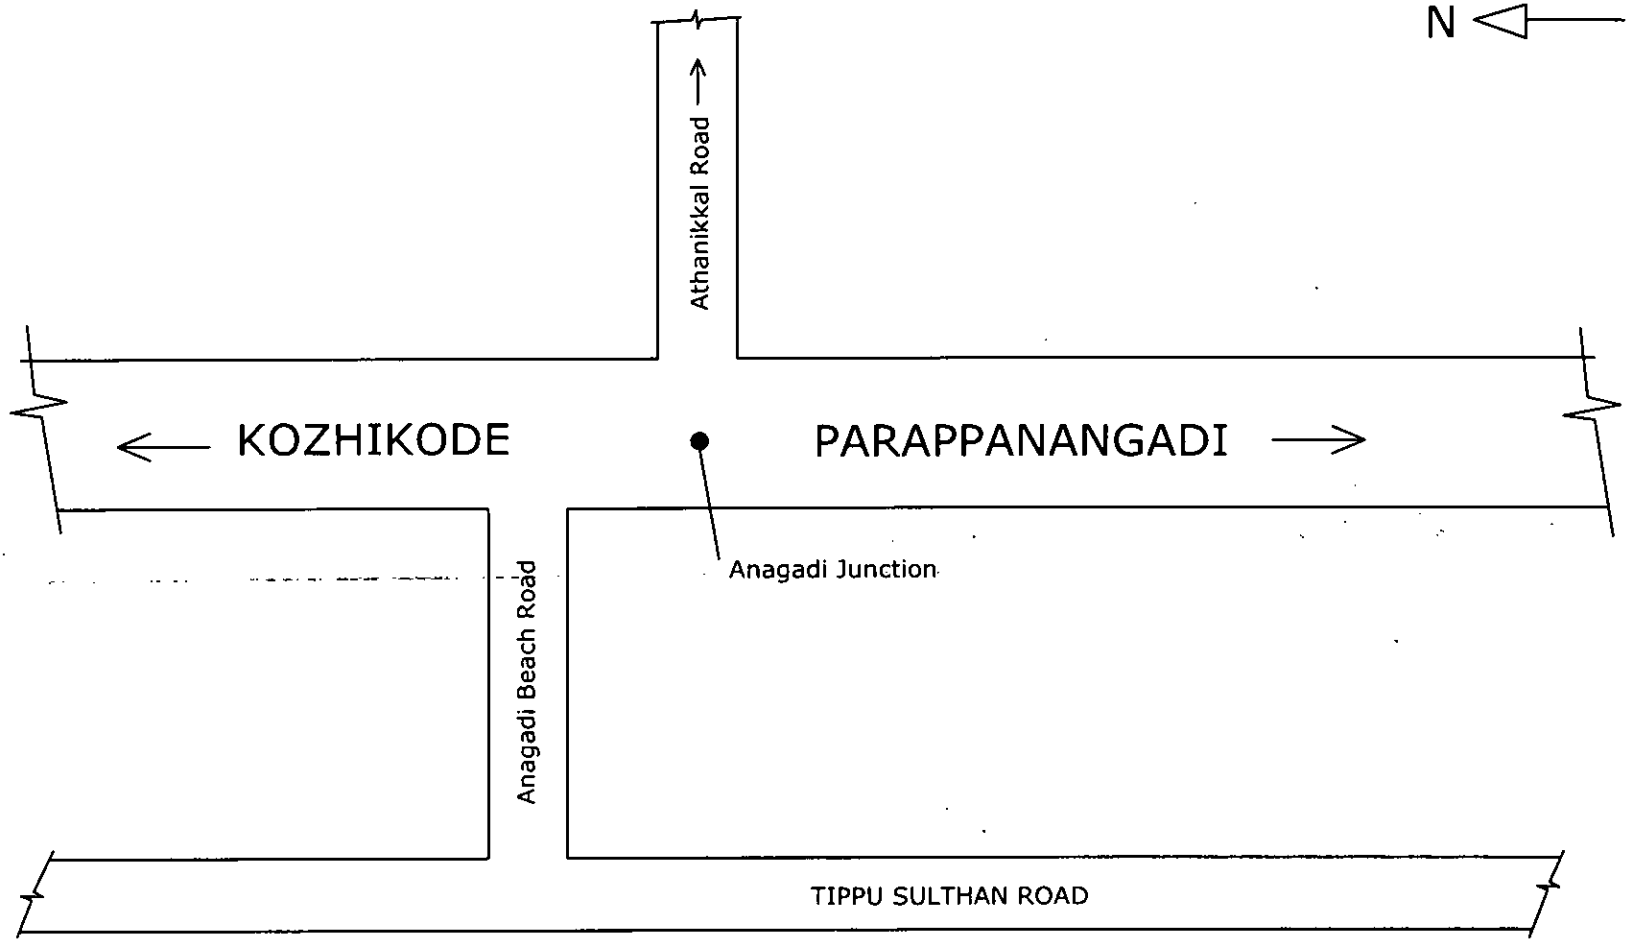 N
Athanikkal Road
KOZHIKODE
PARAPPANANGADI
Anagadi Junction
Anagadi Beach Road
TIPPU SULTHAN ROAD